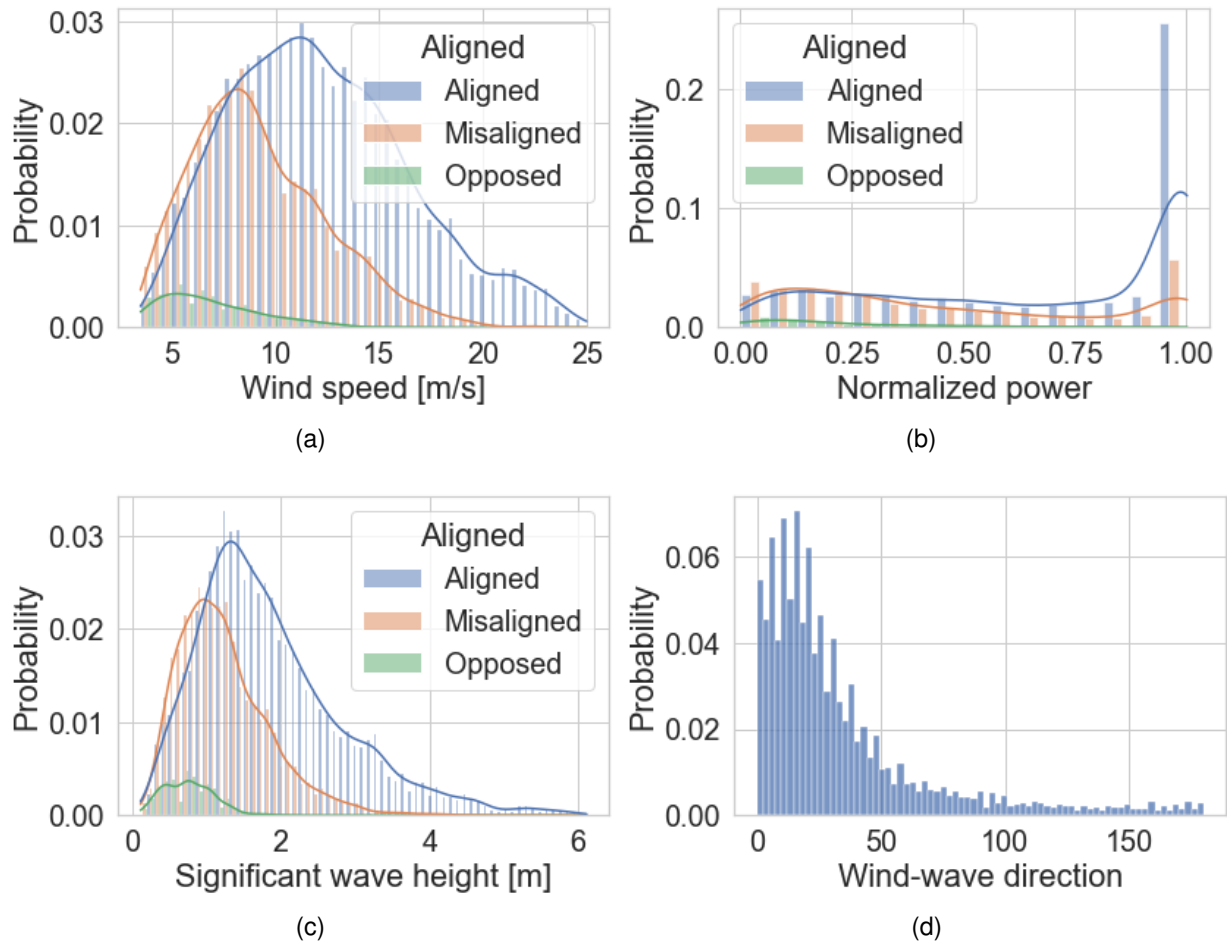 0.03
0.02
0.01
0.00
Probability
Aligned
Aligned
Misaligned
Opposed
5 10 15 20 25
Wind speed [m/s]
(a)
0.2
0.1
0.0
Probability
Aligned
Aligned
Misaligned
Opposed
0.00 0.25 0.50 0.75 1.00
Normalized power
(b)
0.03
0.02
0.01
0.00
Probability
Aligned
Aligned
Misaligned
Opposed
0 2 4 6
Significant wave height [m]
(c)
0.06
0.04
0.02
0.00
Probability
0 50 100 150
Wind-wave direction
(d)